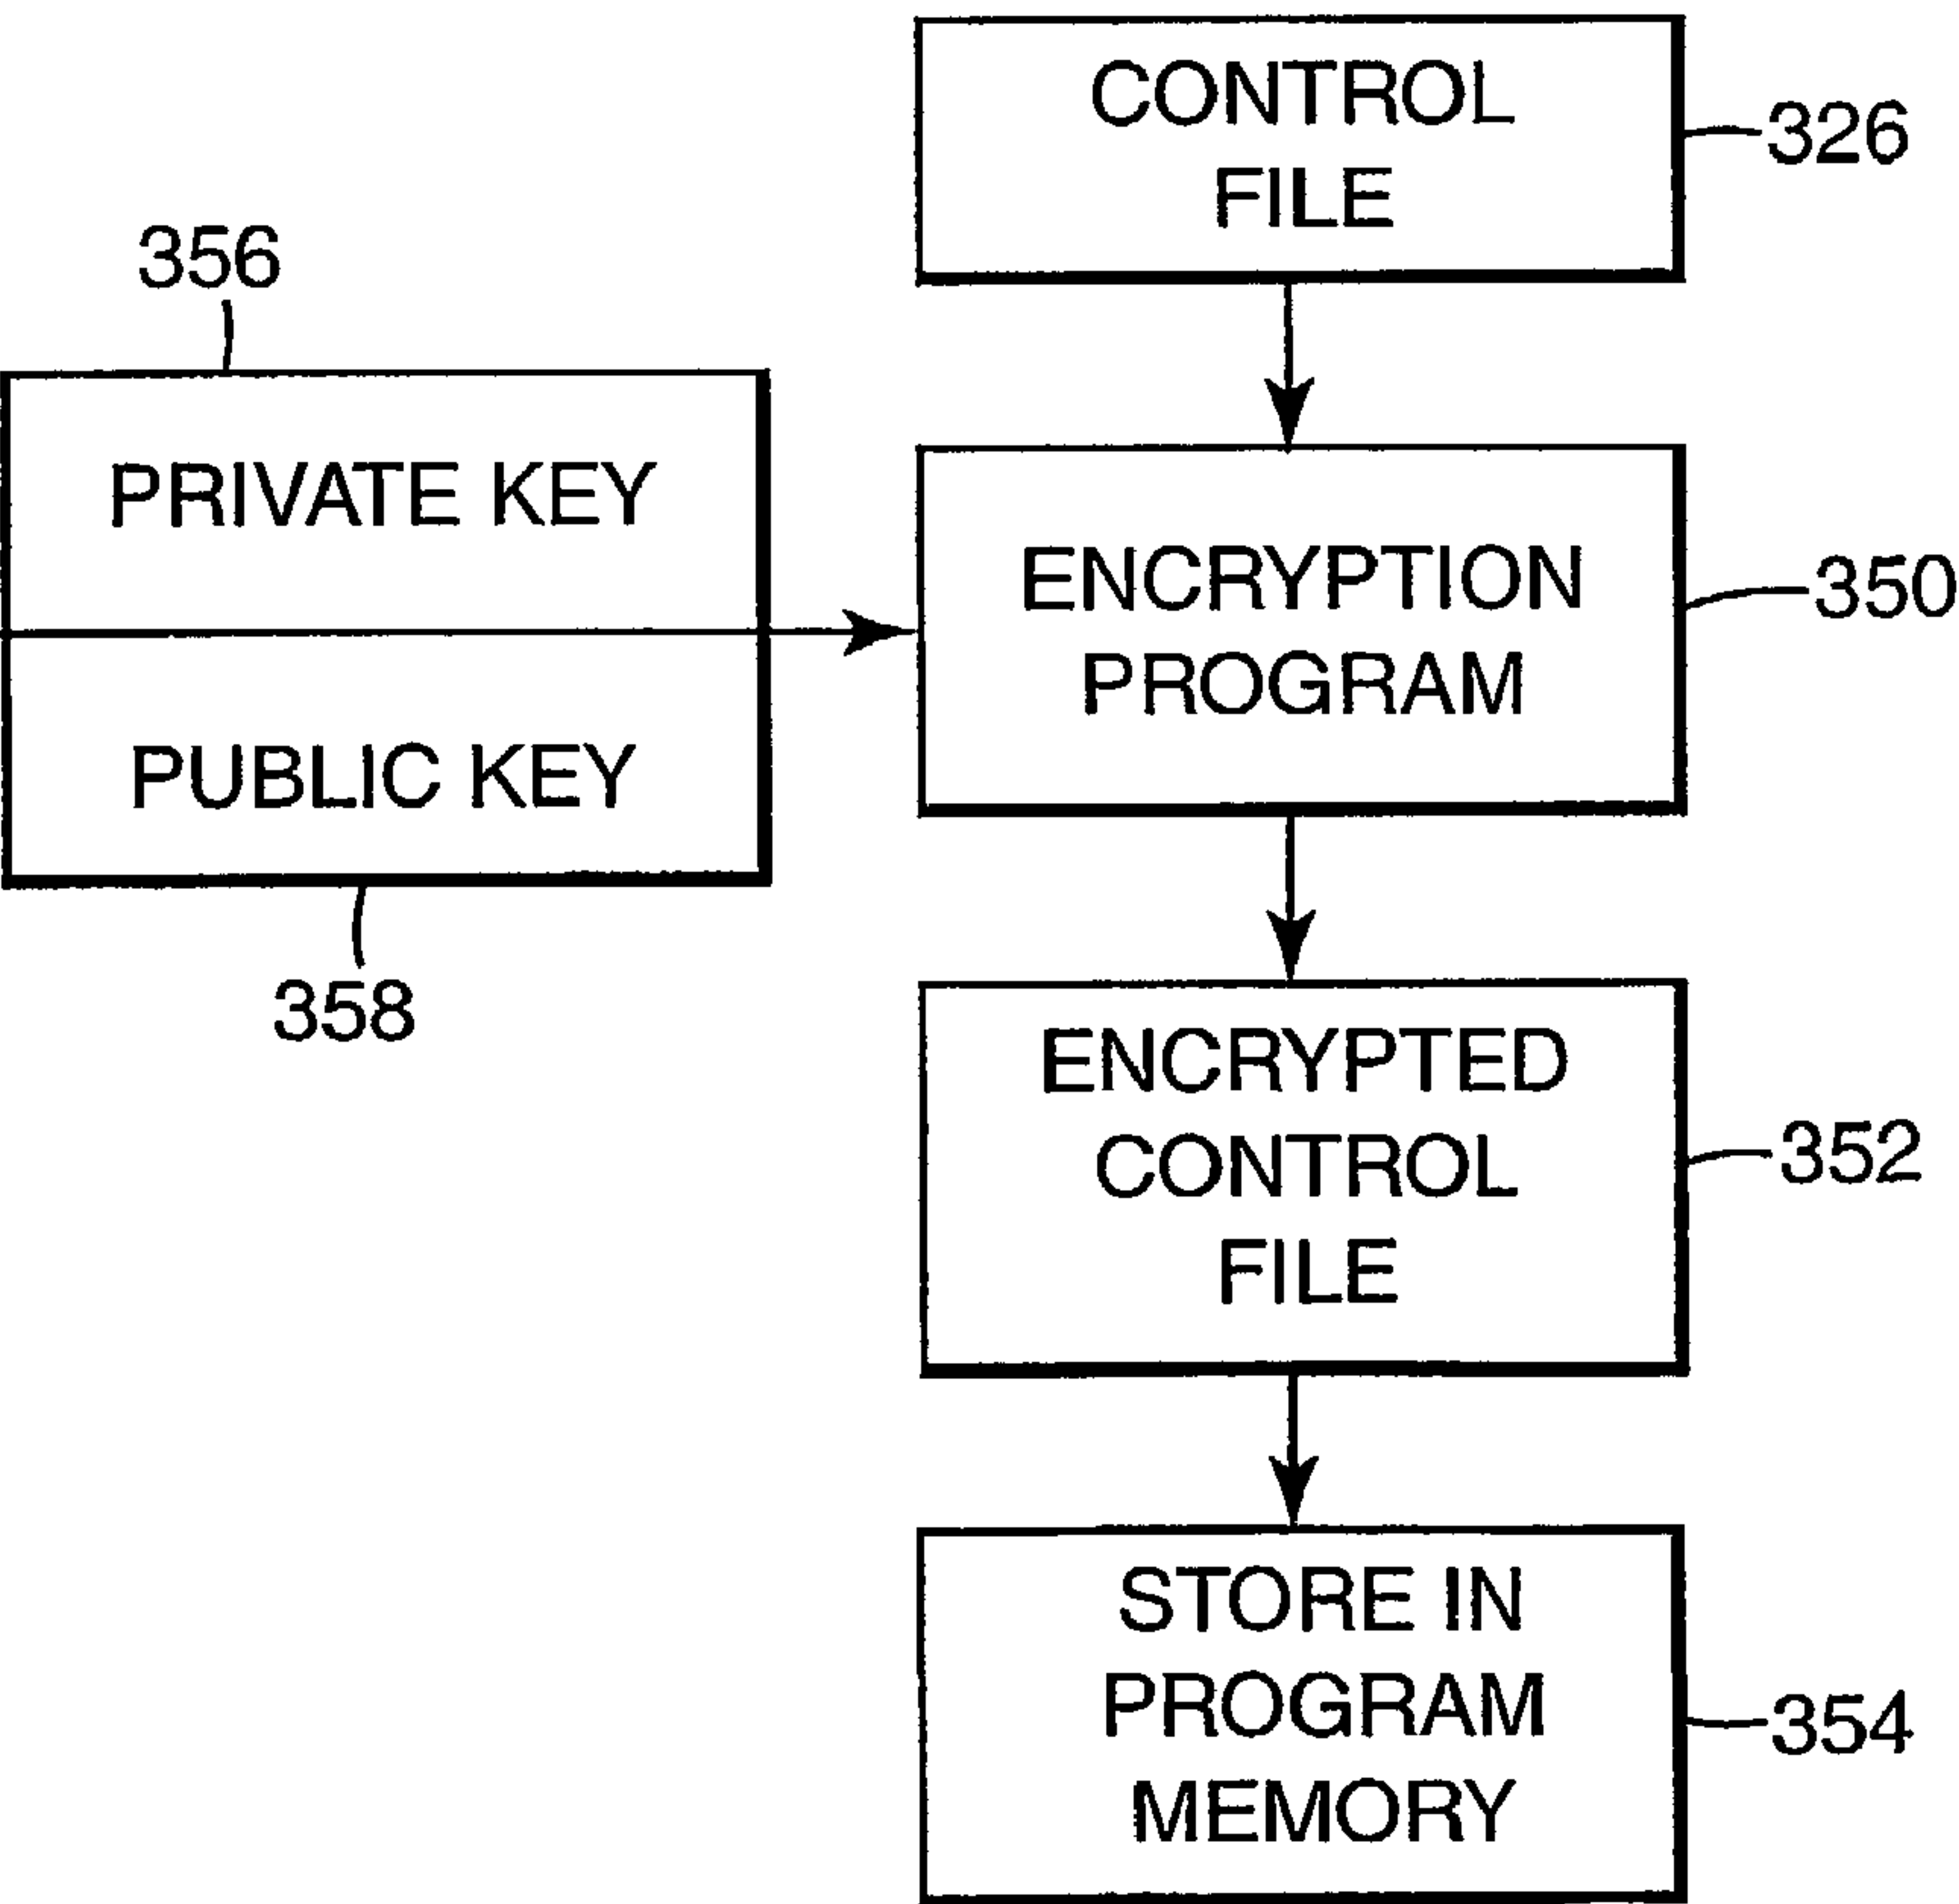 CONTROL
FILE
326
356
PRIVATE KEY
PUBLIC KEY
358
ENCRYPTION
PROGRAM
350
ENCRYPTED
CONTROL
FILE
352
STORE IN
PROGRAM
MEMORY
354